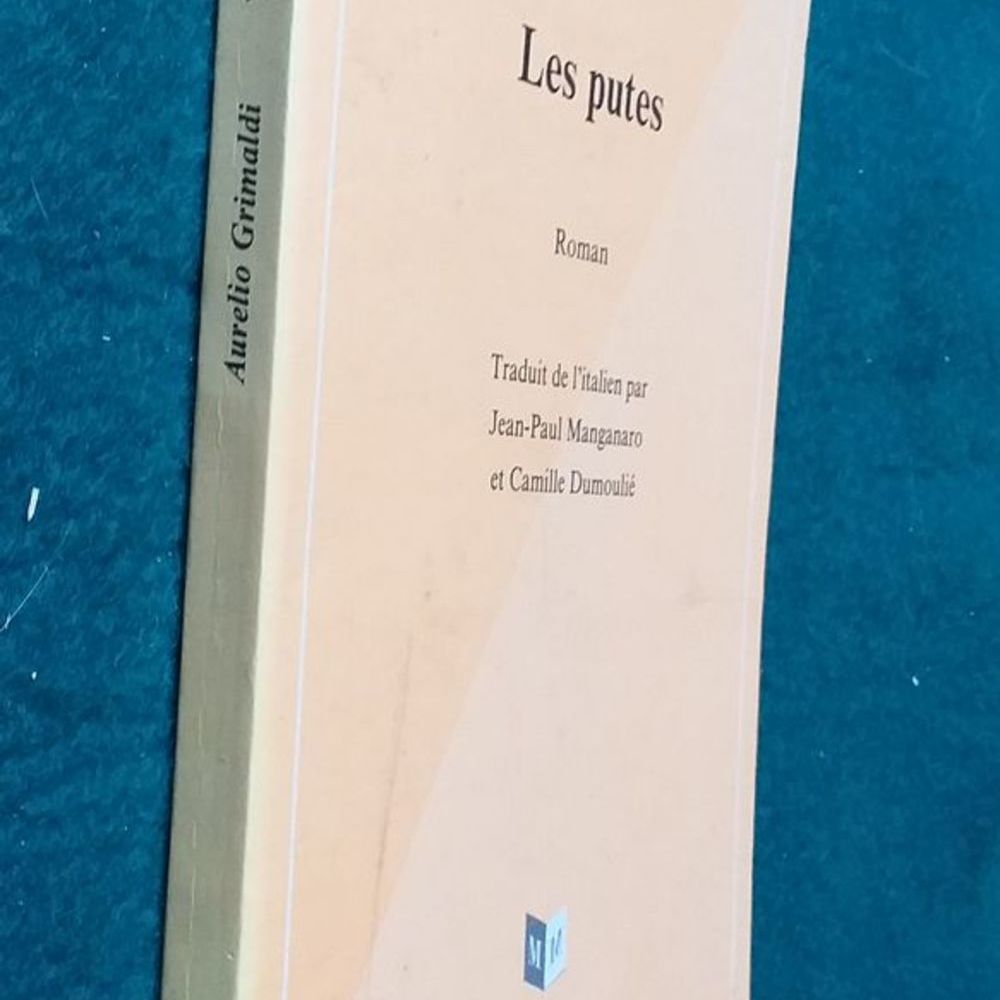 Aurelio Grimaldi
Les putes
Roman
Traduit de l'italien par
Jean-Paul Manganaro
et Camille Dumoulié
M